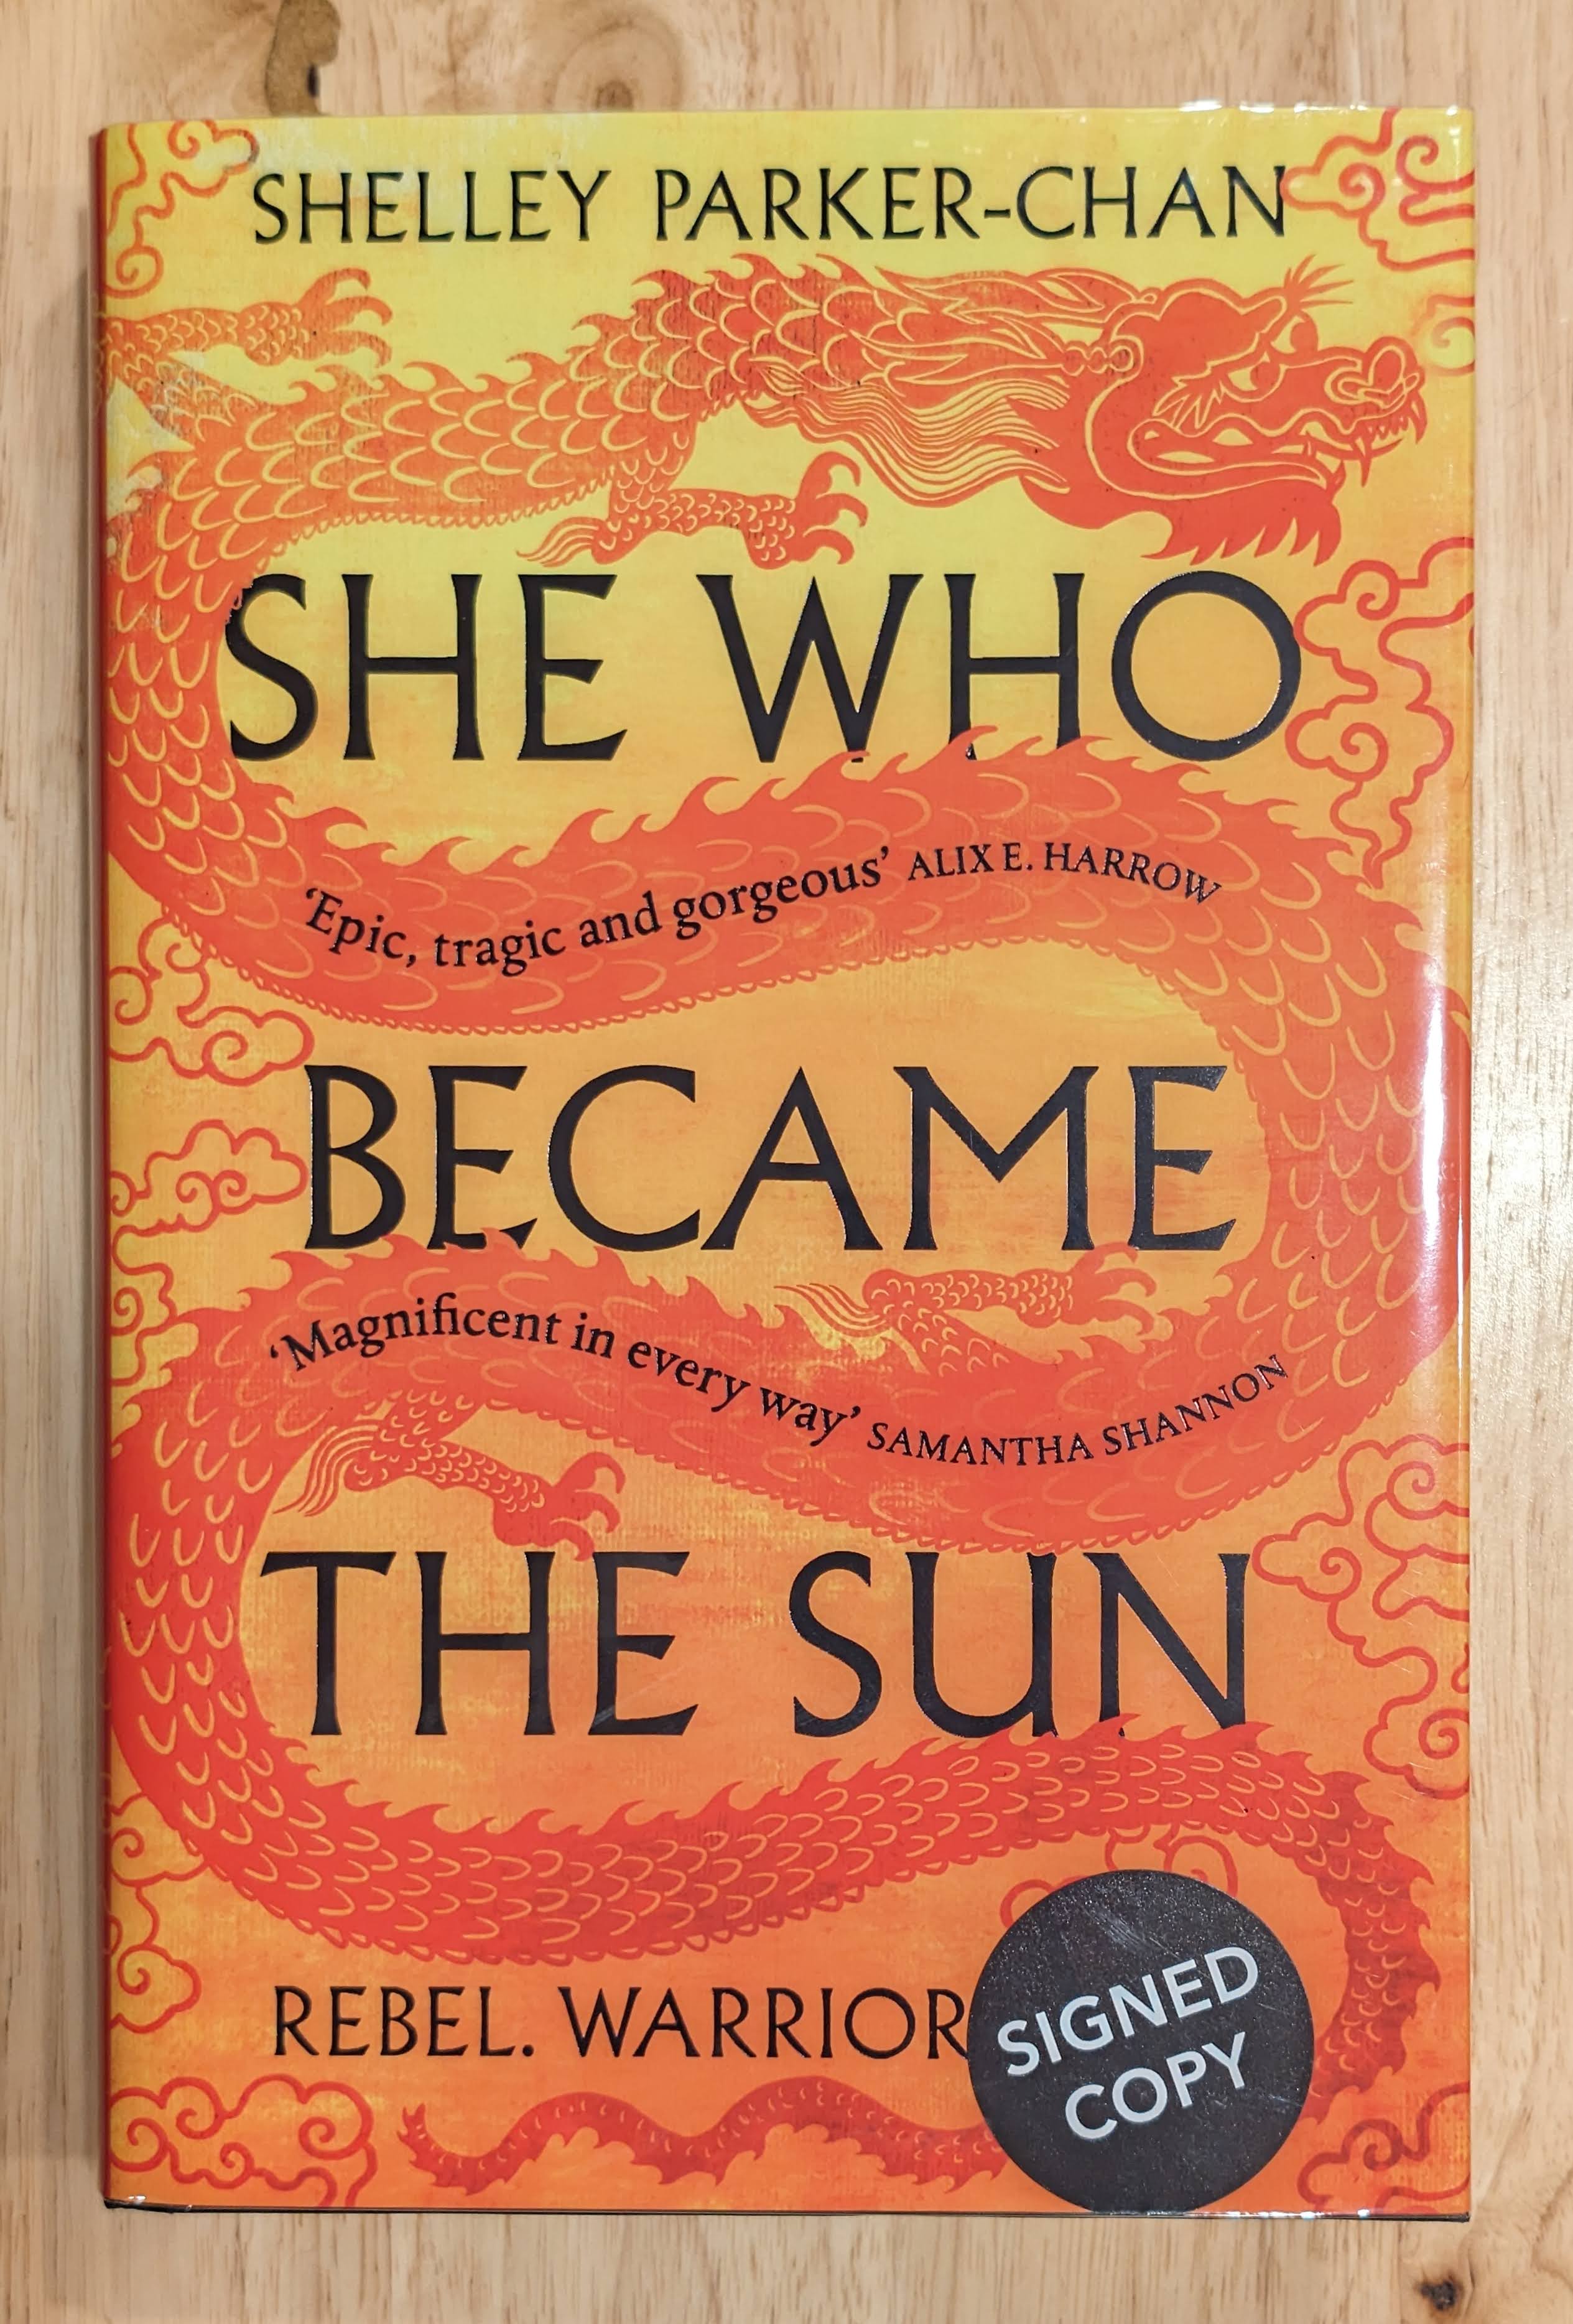 SHELLEY PARKER-CHAN
SHE WHO
‘Epic, tragic and gorgeous’ ALIX E. HARROW
BECAME
‘Magnificent in every way’ SAMANTHA SHANNON
THE SUN
REBEL. WARRIOR
SIGNED
COPY